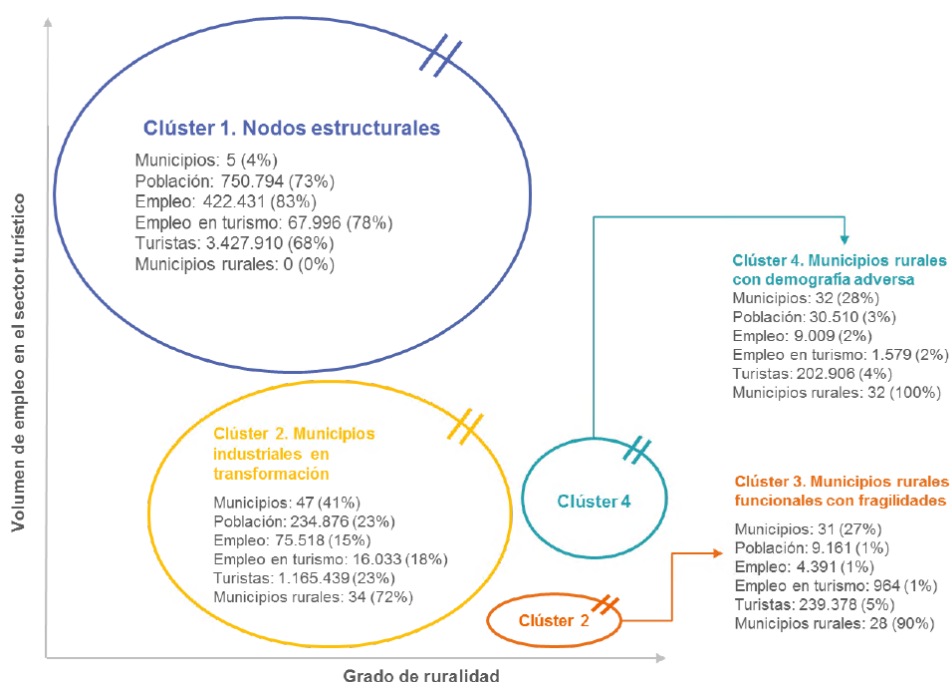 Volumen de empleo en el sector turístico
Clúster 1. Nodos estructurales
Municipios: 5 (4%)
Población: 750.794 (73%)
Empleo: 422.431 (83%)
Empleo en turismo: 67.996 (78%)
Turistas: 3.427.910 (68%)
Municipios rurales: 0 (0%)
Clúster 2. Municipios
industriales en
transformación
Municipios: 47 (41%)
Población: 234.876 (23%)
Empleo: 75.518 (15%)
Empleo en turismo: 16.033 (18%)
Turistas: 1.165.439 (23%)
Municipios rurales: 34 (72%)
Clúster 4
Clúster 4. Municipios rurales
con demografía adversa
Municipios: 32 (28%)
Población: 30.510 (3%)
Empleo: 9.009 (2%)
Empleo en turismo: 1.579 (2%)
Turistas: 202.906 (4%)
Municipios rurales: 32 (100%)
Clúster 2
Clúster 3. Municipios rurales
funcionales con fragilidades
Municipios: 31 (27%)
Población: 9.161 (1%)
Empleo: 4.391 (1%)
Empleo en turismo: 964 (1%)
Turistas: 239.378 (5%)
Municipios rurales: 28 (90%)
Grado de ruralidad